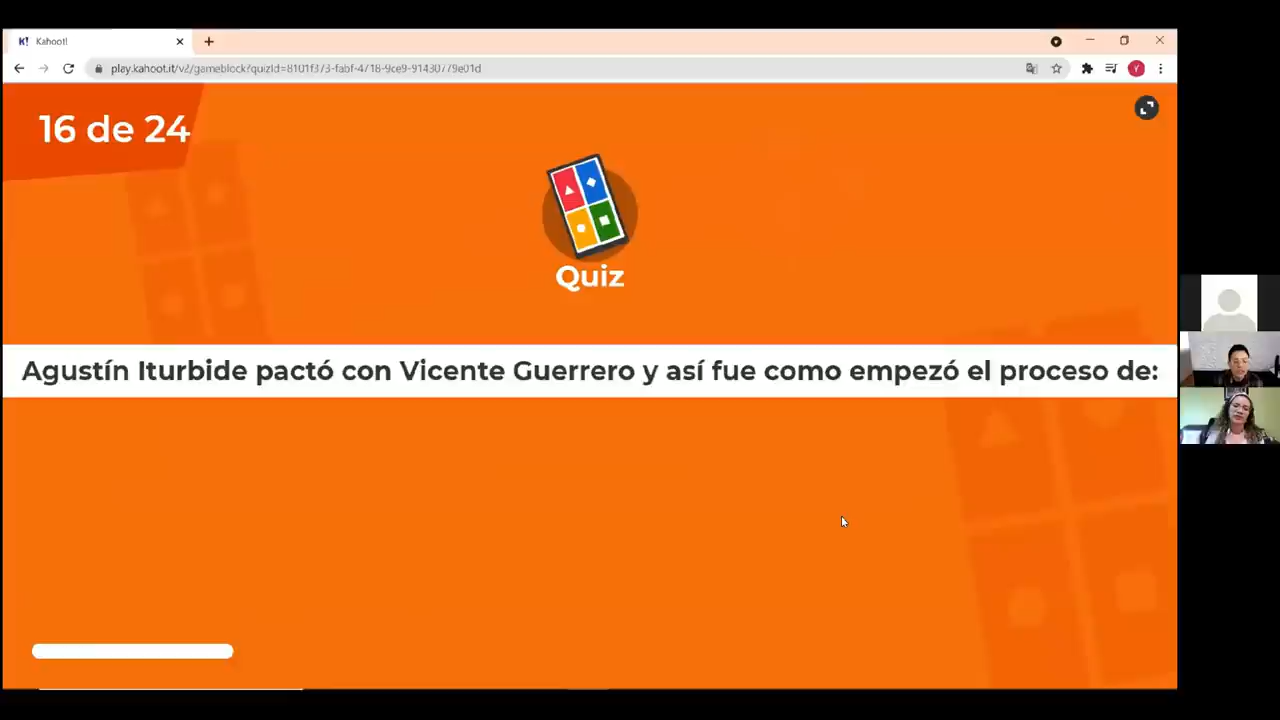 Kahoot!
play.kahoot.it/v2/gameblock?quizId=8101f373-fabf-4718-9ce9-91430779e01d
Y
16 de 24
Quiz
Agustín Iturbide pactó con Vicente Guerrero y así fue como empezó el proceso de: